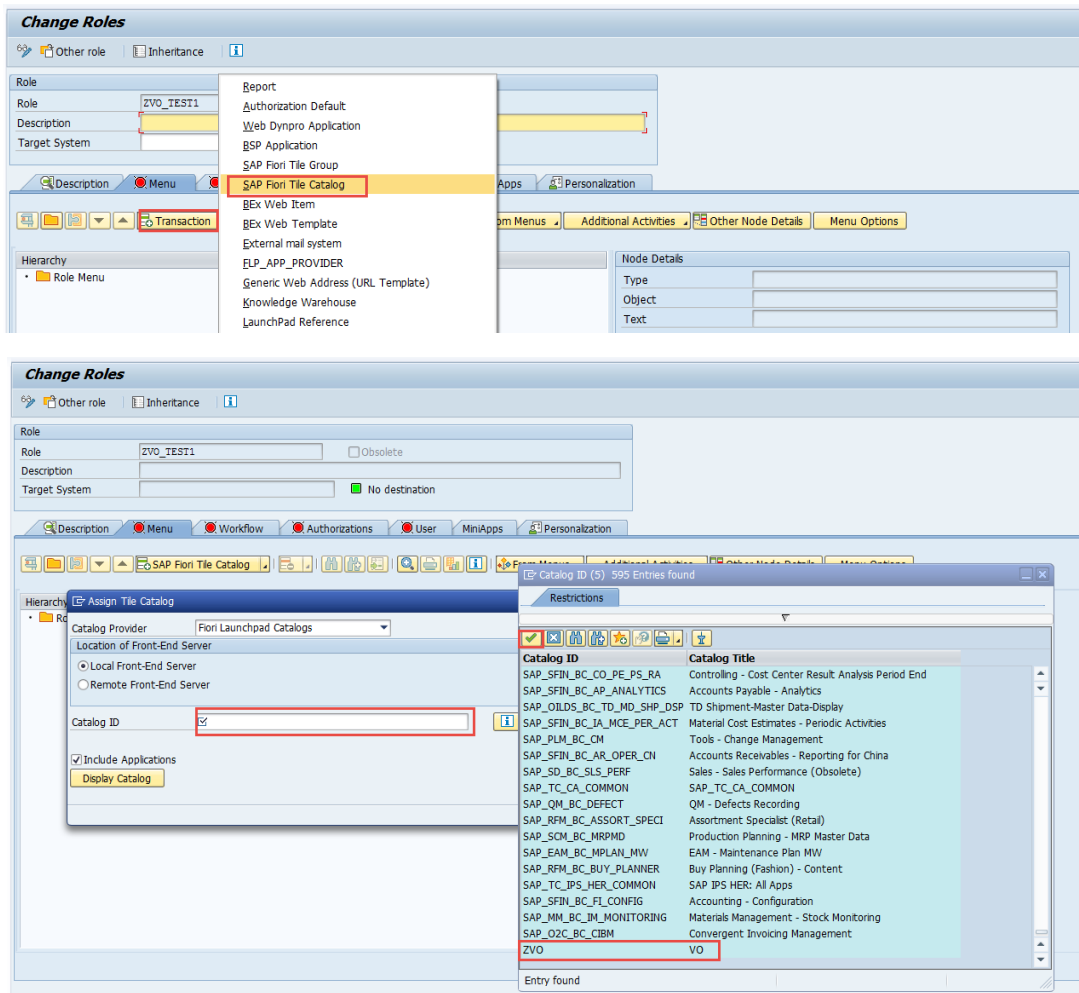 Change Roles
Other role Inheritance
Role
Role ZVO_TEST1
Description
Target System
Report
Authorization Default
Web Dynpro Application
BSP Application
SAP Fiori Tile Group
SAP Fiori Tile Catalog
BEx Web Item
BEx Web Template
External mail system
FLP_APP_PROVIDER
Generic Web Address (URL Template)
Knowledge Warehouse
LaunchPad Reference
Description Menu Apps Personalization
Transaction om Menus Additional Activities Other Node Details Menu Options
Hierarchy
Role Menu
Node Details
Type
Object
Text
Change Roles
Other role Inheritance
Role
Role ZVO_TEST1 Obsolete
Description
Target System No destination
Description Menu Workflow Authorizations User MiniApps Personalization
SAP Fiori Tile Catalog
Hierarchy
Assign Tile Catalog
Catalog Provider Fiori Launchpad Catalogs
Location of Front-End Server
Local Front-End Server
Remote Front-End Server
Catalog ID
Include Applications
Display Catalog
Catalog ID (5) 595 Entries found
Restrictions
Catalog ID Catalog Title
SAP_SFIN_BC_CO_PE_PS_RA Controlling - Cost Center Result Analysis Period End
SAP_SFIN_BC_AP_ANALYTICS Accounts Payable - Analytics
SAP_OILDS_BC_TD_MD_SHP_DSP TD Shipment-Master Data-Display
SAP_SFIN_BC_IA_MCE_PER_ACT Material Cost Estimates - Periodic Activities
SAP_PLM_BC_CM Tools - Change Management
SAP_SFIN_BC_AR_OPER_CN Accounts Receivables - Reporting for China
SAP_SD_BC_SLS_PERF Sales - Sales Performance (Obsolete)
SAP_TC_CA_COMMON SAP_TC_CA_COMMON
SAP_QM_BC_DEFECT QM - Defects Recording
SAP_RFM_BC_ASSORT_SPECI Assortment Specialist (Retail)
SAP_SCM_BC_MRPMD Production Planning - MRP Master Data
SAP_EAM_BC_MPLAN_MW EAM - Maintenance Plan MW
SAP_RFM_BC_BUY_PLANNER Buy Planning (Fashion) - Content
SAP_TC_IPS_HER_COMMON SAP IPS HER: All Apps
SAP_SFIN_BC_FI_CONFIG Accounting - Configuration
SAP_MM_BC_IM_MONITORING Materials Management - Stock Monitoring
SAP_O2C_BC_CIBM Convergent Invoicing Management
ZVO VO
Entry found